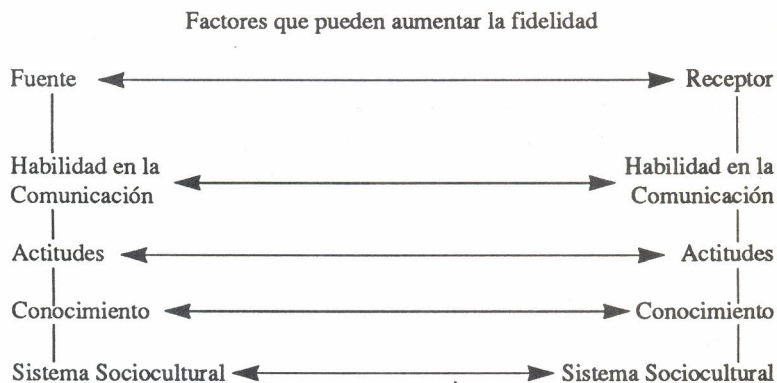 Factores que pueden aumentar la fidelidad
Fuente Receptor
Habilidad en la Habilidad en la
Comunicación Comunicación
Actitudes Actitudes
Conocimiento Conocimiento
Sistema Sociocultural Sistema Sociocultural